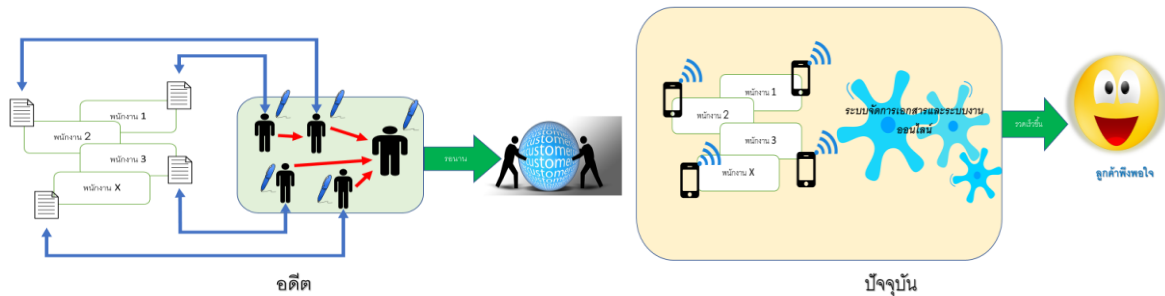 พนักงาน 1
พนักงาน 2
พนักงาน 3
พนักงาน X
รอนาน
customer
customer
customer
customer
อดีต
พนักงาน 1
พนักงาน 2
พนักงาน 3
พนักงาน X
ระบบจัดการเอกสารและระบบงาน
ออนไลน์
รวดเร็วขึ้น
ลูกค้าพึงพอใจ
ปัจจุบัน